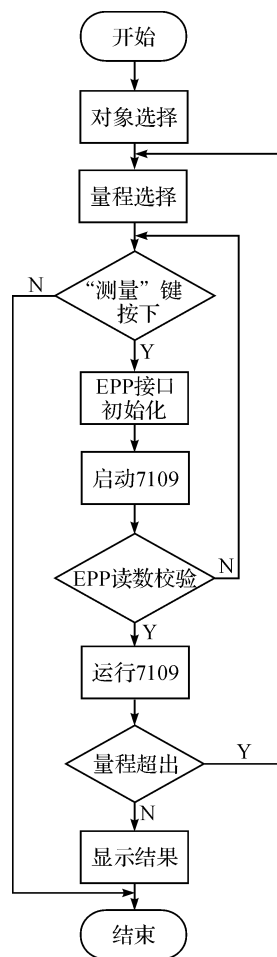 开始
对象选择
量程选择
N
“测量”键
按下
Y
EPP接口
初始化
启动7109
EPP读数校验
N
Y
运行7109
量程超出
Y
N
显示结果
结束